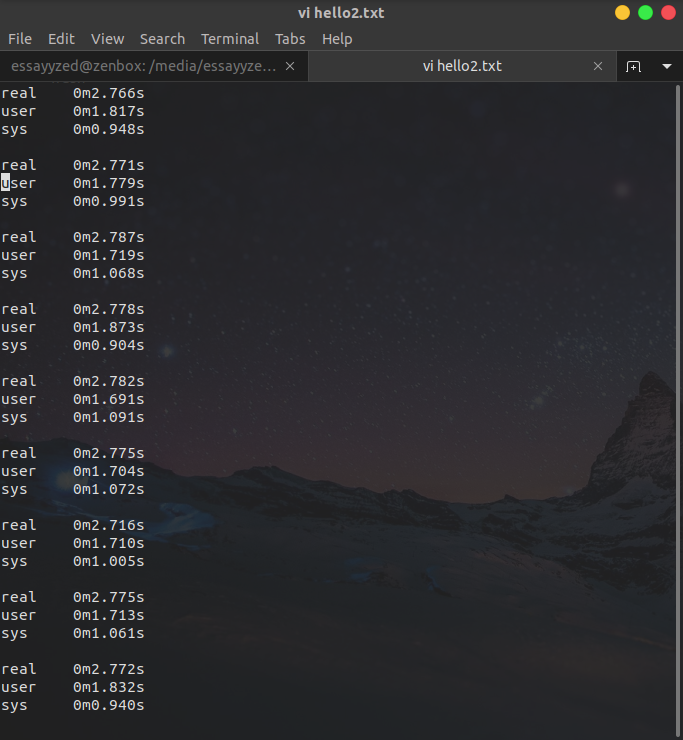 vi hello2.txt
File Edit View Search Terminal Tabs Help
essayyzed@zenbox: /media/essayyze... × vi hello2.txt ×
real 0m2.766s
user 0m1.817s
sys 0m0.948s
real 0m2.771s
user 0m1.779s
sys 0m0.991s
real 0m2.787s
user 0m1.719s
sys 0m1.068s
real 0m2.778s
user 0m1.873s
sys 0m0.904s
real 0m2.782s
user 0m1.691s
sys 0m1.091s
real 0m2.775s
user 0m1.704s
sys 0m1.072s
real 0m2.716s
user 0m1.710s
sys 0m1.005s
real 0m2.775s
user 0m1.713s
sys 0m1.061s
real 0m2.772s
user 0m1.832s
sys 0m0.940s